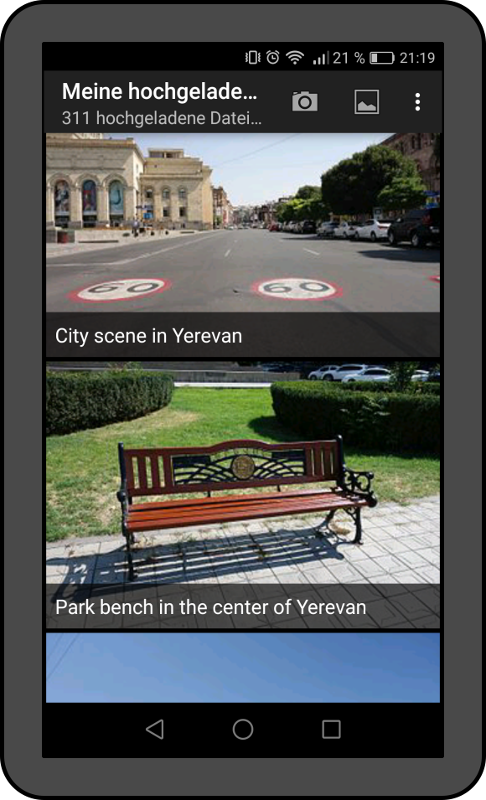 21 % 21:19
Meine hochgelade...
311 hochgeladene Datei...
60 60
City scene in Yerevan
Park bench in the center of Yerevan